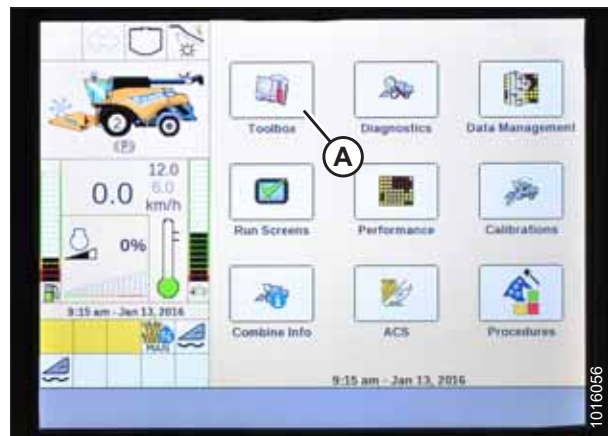 Toolbox
Diagnostics
Data Management
A
2
(P)
12.0
0.0
6.0
km/h
Run Screens
Performance
Calibrations
0%
9:15 am - Jan 13, 2016
MAN
Combine Info
ACS
Procedures
9:15 am - Jan 13, 2016
1016056